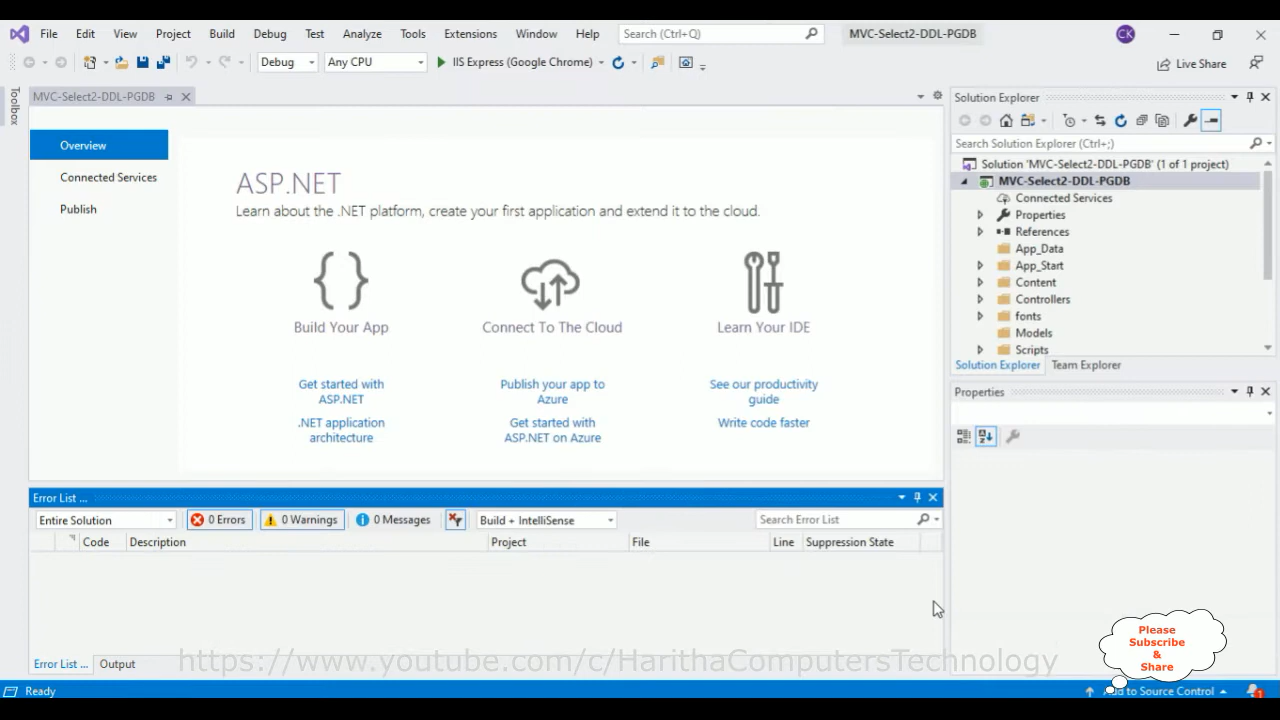 File Edit View Project Build Debug Test Analyze Tools Extensions Window Help Search (Ctrl+Q) MVC-Select2-DDL-PGDB CK
Debug Any CPU IIS Express (Google Chrome) Live Share
Toolbox
MVC-Select2-DDL-PGDB
Overview
Connected Services
Publish
ASP.NET
Learn about the .NET platform, create your first application and extend it to the cloud.
Build Your App
Get started with
ASP.NET
.NET application
architecture
Connect To The Cloud
Publish your app to
Azure
Get started with
ASP.NET on Azure
Learn Your IDE
See our productivity
guide
Write code faster
Solution Explorer
Search Solution Explorer (Ctrl+;)
Solution 'MVC-Select2-DDL-PGDB' (1 of 1 project)
MVC-Select2-DDL-PGDB
Connected Services
Properties
References
App_Data
App_Start
Content
Controllers
fonts
Models
Scripts
Solution Explorer Team Explorer
Properties
Error List ...
Entire Solution 0 Errors 0 Warnings 0 Messages Build + IntelliSense Search Error List
Code Description Project File Line Suppression State
Error List ... Output
https://www.youtube.com/c/HarithaComputersTechnology
Please
Subscribe
&
Share
Ready Add to Source Control 1